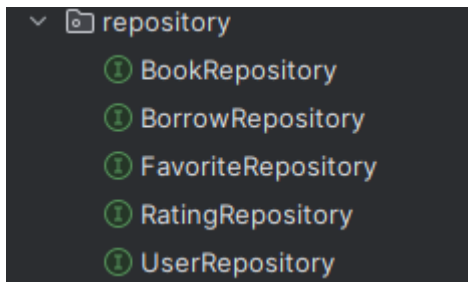 repository
BookRepository
BorrowRepository
FavoriteRepository
RatingRepository
UserRepository